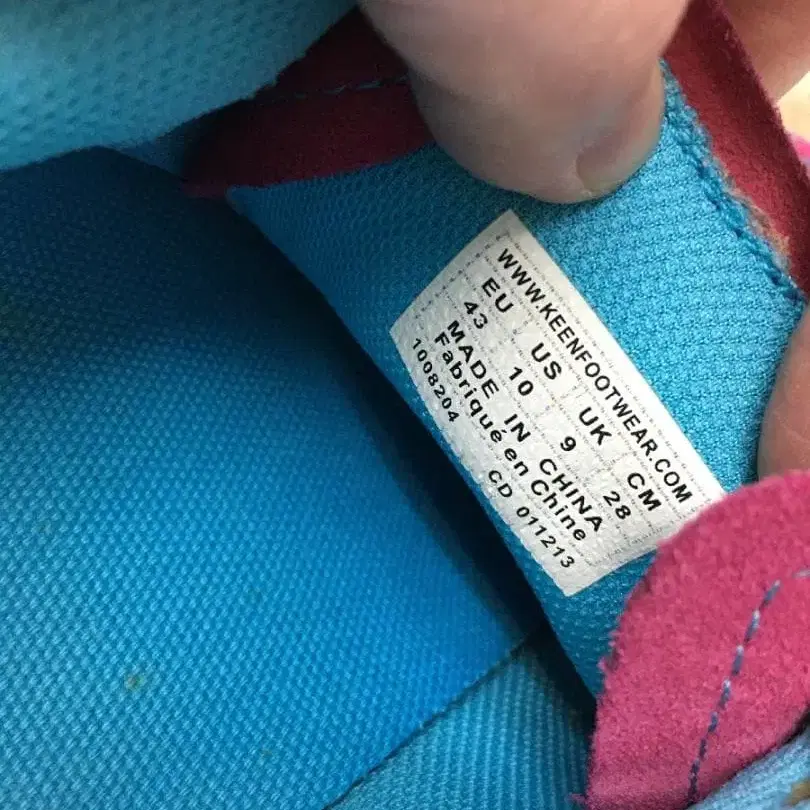 WWW.KEENFOOTWEAR.COM
EU US UK CM
43 10 9 28
MADE IN CHINA
Fabriqué en Chine
1008204 CD 011213